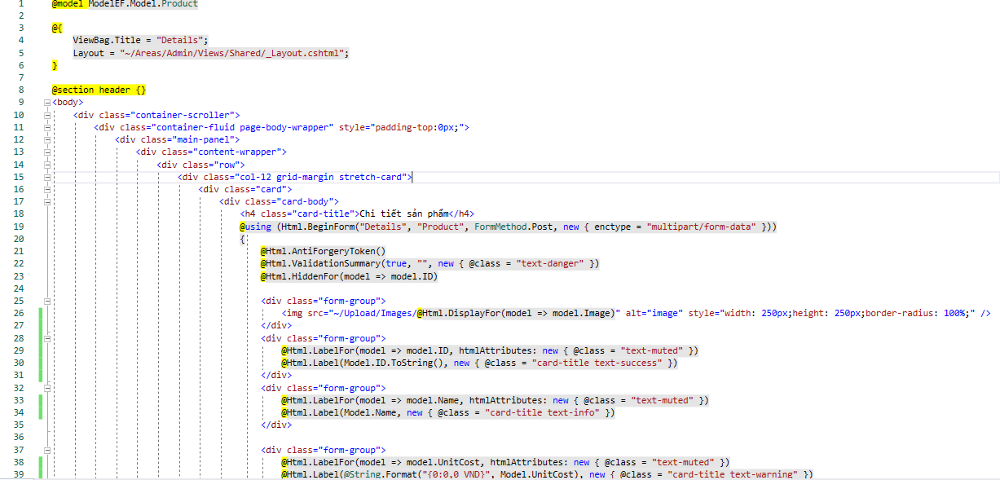 1 @model ModelEF.Model.Product
2
3 @{
4 ViewBag.Title = "Details";
5 Layout = "~/Areas/Admin/Views/Shared/_Layout.cshtml";
6 }
7
8 @section header {}
9 <body>
10 <div class="container-scroller">
11 <div class="container-fluid page-body-wrapper" style="padding-top:0px;">
12 <div class="main-panel">
13 <div class="content-wrapper">
14 <div class="row">
15 <div class="col-12 grid-margin stretch-card">
16 <div class="card">
17 <div class="card-body">
18 <h4 class="card-title">Chi tiết sản phẩm</h4>
19 @using (Html.BeginForm("Details", "Product", FormMethod.Post, new { enctype = "multipart/form-data" }))
20 {
21 @Html.AntiForgeryToken()
22 @Html.ValidationSummary(true, "", new { @class = "text-danger" })
23 @Html.HiddenFor(model => model.ID)
24
25 <div class="form-group">
26 <img src="~/Upload/Images/@Html.DisplayFor(model => model.Image)" alt="image" style="width: 250px;height: 250px;border-radius: 100%;" />
27 </div>
28 <div class="form-group">
29 @Html.LabelFor(model => model.ID, htmlAttributes: new { @class = "text-muted" })
30 @Html.Label(Model.ID.ToString(), new { @class = "card-title text-success" })
31 </div>
32 <div class="form-group">
33 @Html.LabelFor(model => model.Name, htmlAttributes: new { @class = "text-muted" })
34 @Html.Label(Model.Name, new { @class = "card-title text-info" })
35 </div>
36
37 <div class="form-group">
38 @Html.LabelFor(model => model.UnitCost, htmlAttributes: new { @class = "text-muted" })
39 @Html.Label(@String.Format("{0:0,0 VND}", Model.UnitCost), new { @class = "card-title text-warning" })